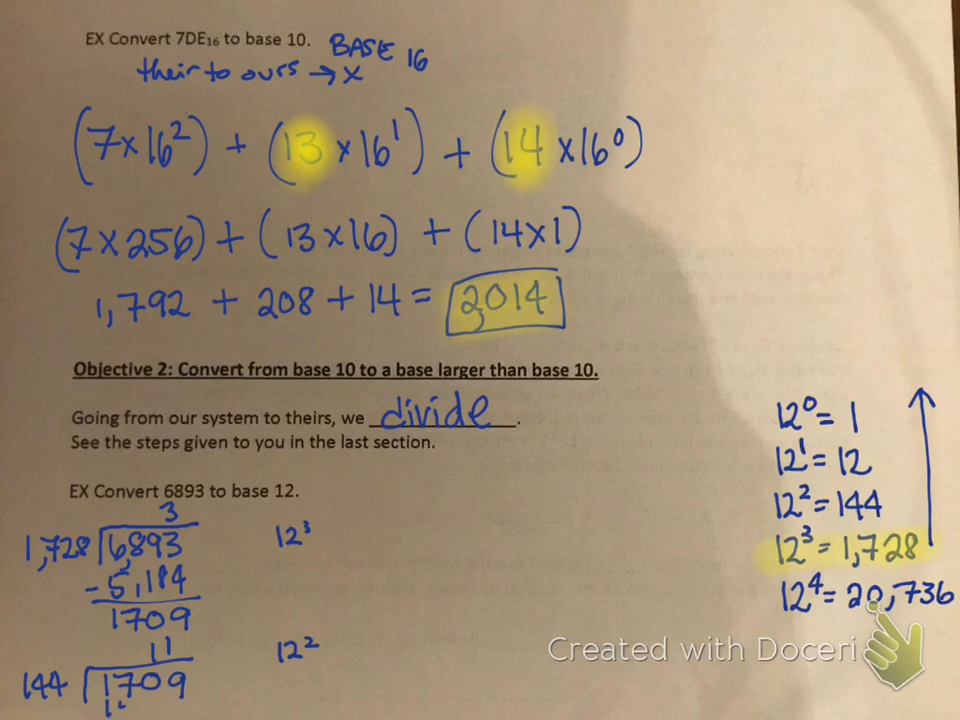 EX Convert 7DE₁₆ to base 10. BASE 16
their to ours → x
(7×16²) + (13 ×16¹) + (14 ×16⁰)
(7×256) + (13×16) + (14×1)
1,792 + 208 + 14 = 2,014
Objective 2: Convert from base 10 to a base larger than base 10.
Going from our system to theirs, we divide.
See the steps given to you in the last section.
EX Convert 6893 to base 12.
3
1,728 6893 12³
-5,184
1709
11 12²
144 1709
12⁰= 1
12¹= 12
12²= 144
12³= 1,728
12⁴= 20,736
Created with Doceri